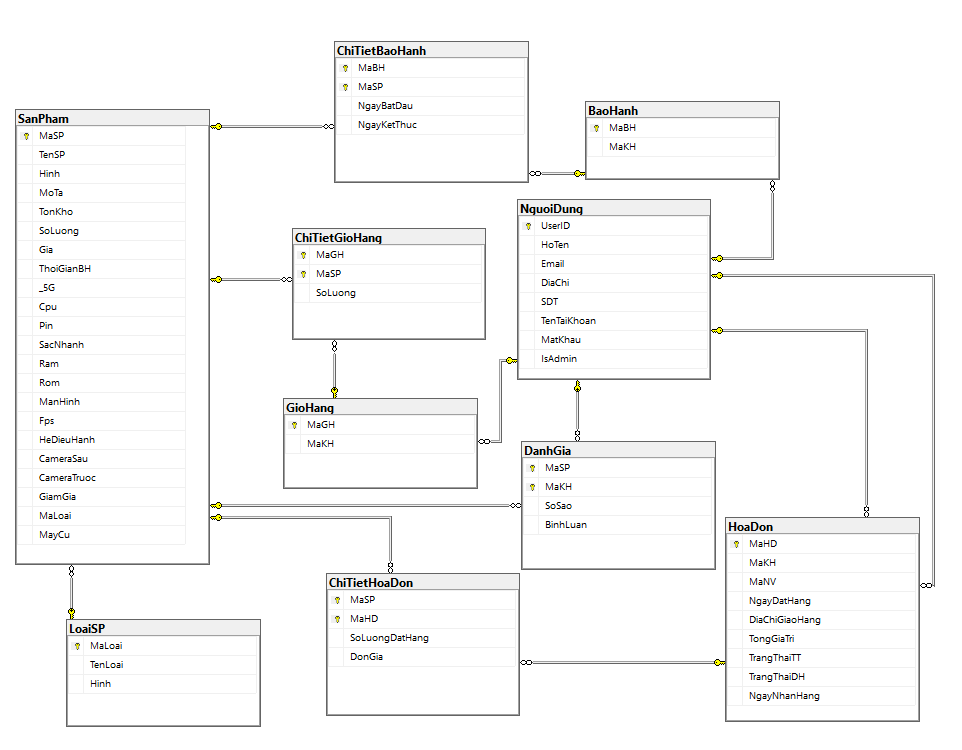 ChiTietBaoHanh
MaBH
MaSP
NgayBatDau
NgayKetThuc
BaoHanh
MaBH
MaKH
SanPham
MaSP
TenSP
Hinh
MoTa
TonKho
SoLuong
Gia
ThoiGianBH
_5G
Cpu
Pin
SacNhanh
Ram
Rom
ManHinh
Fps
HeDieuHanh
CameraSau
CameraTruoc
GiamGia
MaLoai
MayCu
NguoiDung
UserID
HoTen
Email
DiaChi
SDT
TenTaiKhoan
MatKhau
IsAdmin
ChiTietGioHang
MaGH
MaSP
SoLuong
GioHang
MaGH
MaKH
DanhGia
MaSP
MaKH
SoSao
BinhLuan
HoaDon
MaHD
MaKH
MaNV
NgayDatHang
DiaChiGiaoHang
TongGiaTri
TrangThaiTT
TrangThaiDH
NgayNhanHang
ChiTietHoaDon
MaSP
MaHD
SoLuongDatHang
DonGia
LoaiSP
MaLoai
TenLoai
Hinh